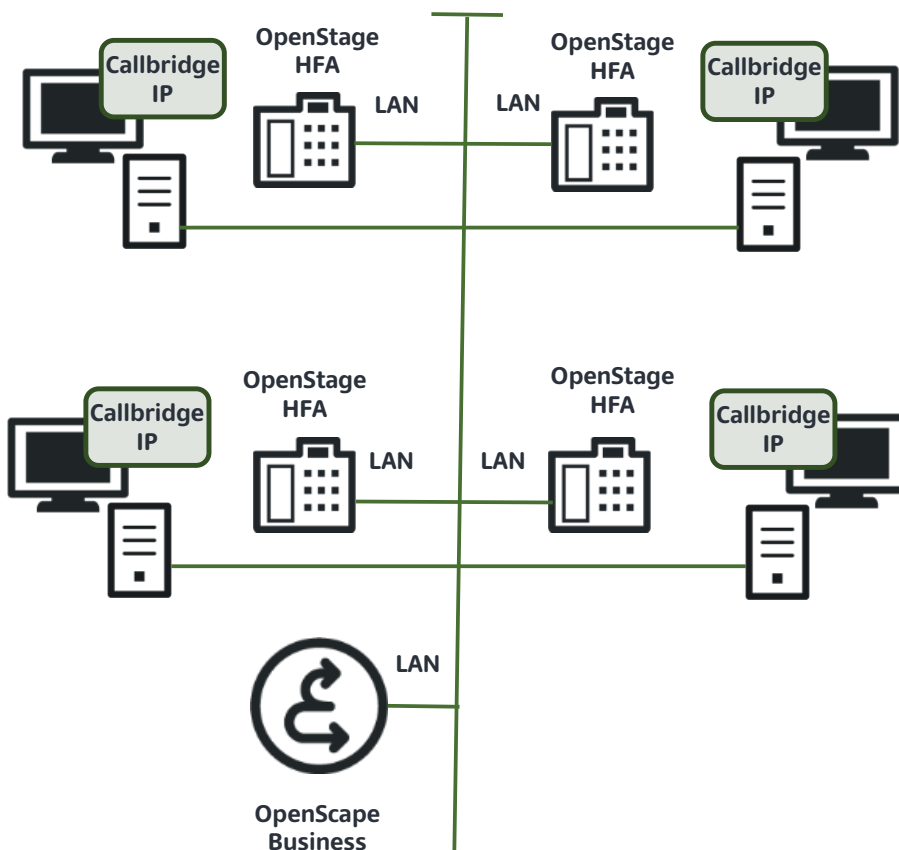 OpenStage
HFA
OpenStage
HFA
Callbridge
IP
Callbridge
IP
LAN
LAN
OpenStage
HFA
OpenStage
HFA
Callbridge
IP
Callbridge
IP
LAN
LAN
LAN
OpenScape
Business